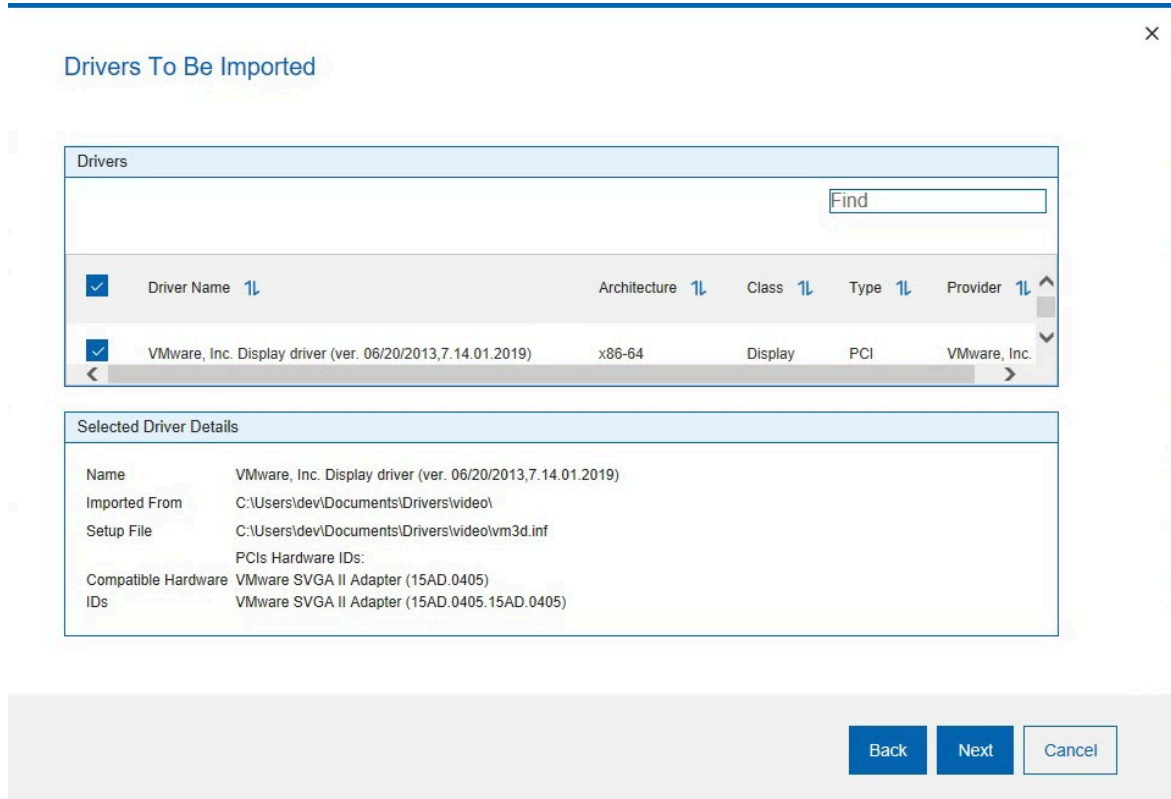 Drivers To Be Imported
Drivers
Find
Driver Name Architecture Class Type Provider
VMware, Inc. Display driver (ver. 06/20/2013,7.14.01.2019) x86-64 Display PCI VMware, Inc.
Selected Driver Details
Name VMware, Inc. Display driver (ver. 06/20/2013,7.14.01.2019)
Imported From C:\Users\dev\Documents\Drivers\video\
Setup File C:\Users\dev\Documents\Drivers\video\vm3d.inf
PCIs Hardware IDs:
Compatible Hardware VMware SVGA II Adapter (15AD.0405)
IDs VMware SVGA II Adapter (15AD.0405.15AD.0405)
Back Next Cancel